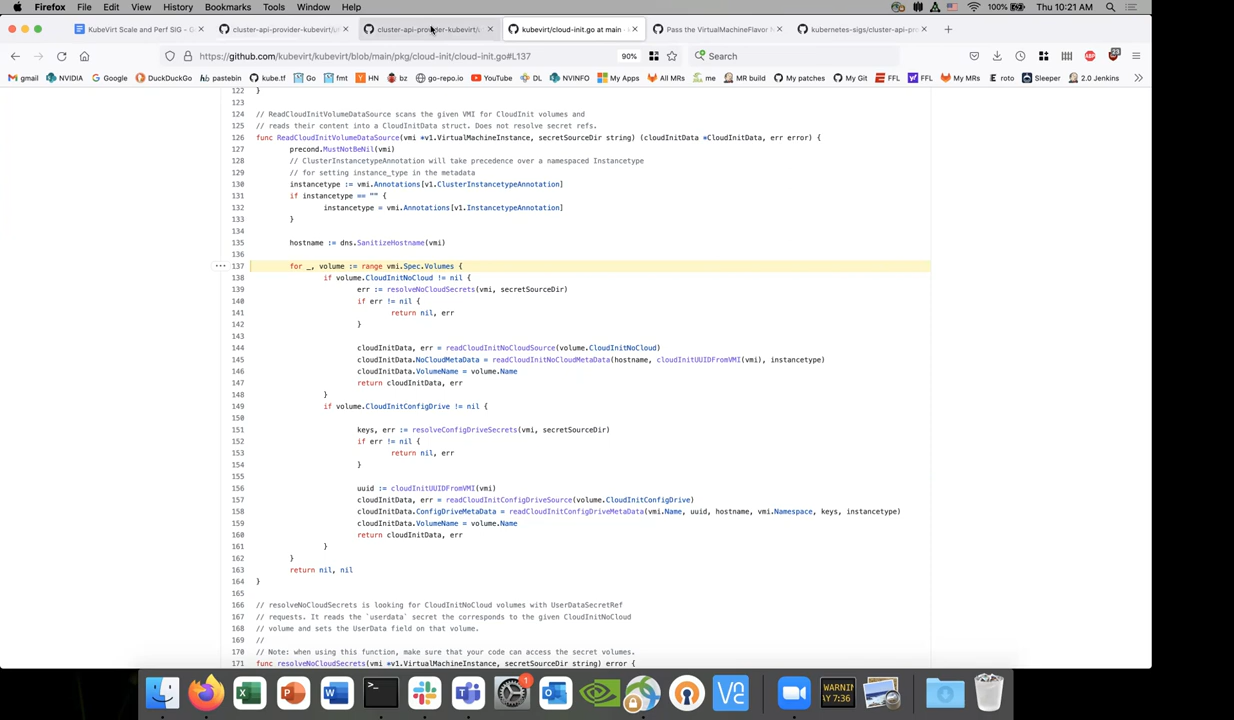 Firefox File Edit View History Bookmarks Tools Window Help
100% Thu 10:21 AM
KubeVirt Scale and Perf SIG - G
cluster-api-provider-kubevirt/
cluster-api-provider-kubevirt/
kubevirt/cloud-init.go at main
Pass the VirtualMachineFlavor
kubernetes-sigs/cluster-api-pro
https://github.com/kubevirt/kubevirt/blob/main/pkg/cloud-init/cloud-init.go#L137
90%
Search
gmail NVIDIA Google DuckDuckGo pastebin kube.tf Go fmt HN bz go-repo.io YouTube DL NVINFO My Apps All MRs me MR build My patches My Git FFL FFL My MRs roto Sleeper 2.0 Jenkins
122 }
123
124 // ReadCloudInitVolumeDataSource scans the given VMI for CloudInit volumes and
125 // reads their content into a CloudInitData struct. Does not resolve secret refs.
126 func ReadCloudInitVolumeDataSource(vmi *v1.VirtualMachineInstance, secretSourceDir string) (cloudInitData *CloudInitData, err error) {
127 precond.MustNotBeNil(vmi)
128 // ClusterInstancetypeAnnotation will take precedence over a namespaced Instancetype
129 // for setting instance_type in the metadata
130 instancetype := vmi.Annotations[v1.ClusterInstancetypeAnnotation]
131 if instancetype == "" {
132 instancetype = vmi.Annotations[v1.InstancetypeAnnotation]
133 }
134
135 hostname := dns.SanitizeHostname(vmi)
136
137 for _, volume := range vmi.Spec.Volumes {
138 if volume.CloudInitNoCloud != nil {
139 err := resolveNoCloudSecrets(vmi, secretSourceDir)
140 if err != nil {
141 return nil, err
142 }
143
144 cloudInitData, err = readCloudInitNoCloudSource(volume.CloudInitNoCloud)
145 cloudInitData.NoCloudMetaData = readCloudInitNoCloudMetaData(hostname, cloudInitUUIDFromVMI(vmi), instancetype)
146 cloudInitData.VolumeName = volume.Name
147 return cloudInitData, err
148 }
149 if volume.CloudInitConfigDrive != nil {
150
151 keys, err := resolveConfigDriveSecrets(vmi, secretSourceDir)
152 if err != nil {
153 return nil, err
154 }
155
156 uuid := cloudInitUUIDFromVMI(vmi)
157 cloudInitData, err = readCloudInitConfigDriveSource(volume.CloudInitConfigDrive)
158 cloudInitData.ConfigDriveMetaData = readCloudInitConfigDriveMetaData(vmi.Name, uuid, hostname, vmi.Namespace, keys, instancetype)
159 cloudInitData.VolumeName = volume.Name
160 return cloudInitData, err
161 }
162 }
163 return nil, nil
164 }
165
166 // resolveNoCloudSecrets is looking for CloudInitNoCloud volumes with UserDataSecretRef
167 // requests. It reads the `userdata` secret the corresponds to the given CloudInitNoCloud
168 // volume and sets the UserData field on that volume.
169 //
170 // Note: when using this function, make sure that your code can access the secret volumes.
171 func resolveNoCloudSecrets(vmi *v1.VirtualMachineInstance, secretSourceDir string) error {
1
WARNIN
Y 7:36